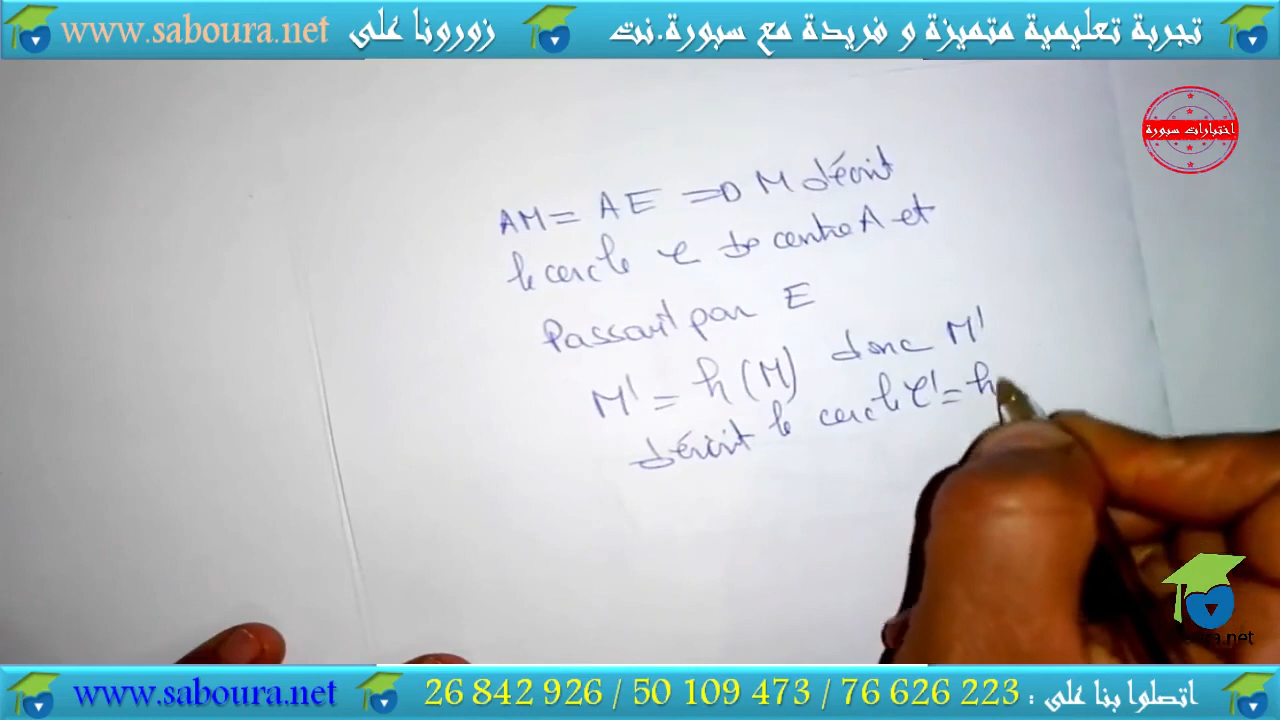 www.saboura.net زورونا على تجربة تعليمية متميزة و فريدة مع سبورة.نت
اختبارات سبورة
AM = AE => M décrit
le cercle C de centre A et
Passant par E
M' = h(M) donc M'
décrit le cercle C' = h
www.saboura.net 26 842 926 / 50 109 473 / 76 626 223 : اتصلوا بنا على